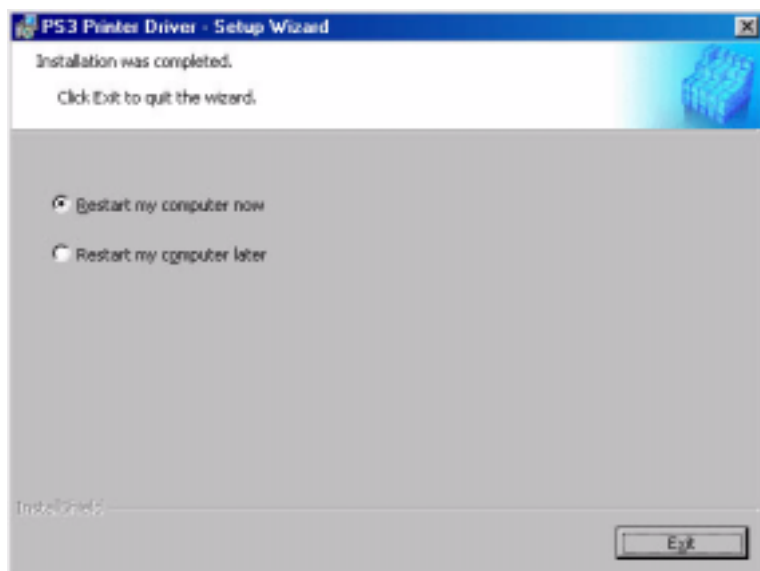 PS3 Printer Driver - Setup Wizard
Installation was completed.
Click Exit to quit the wizard.
Restart my computer now
Restart my computer later
InstallShield
Exit